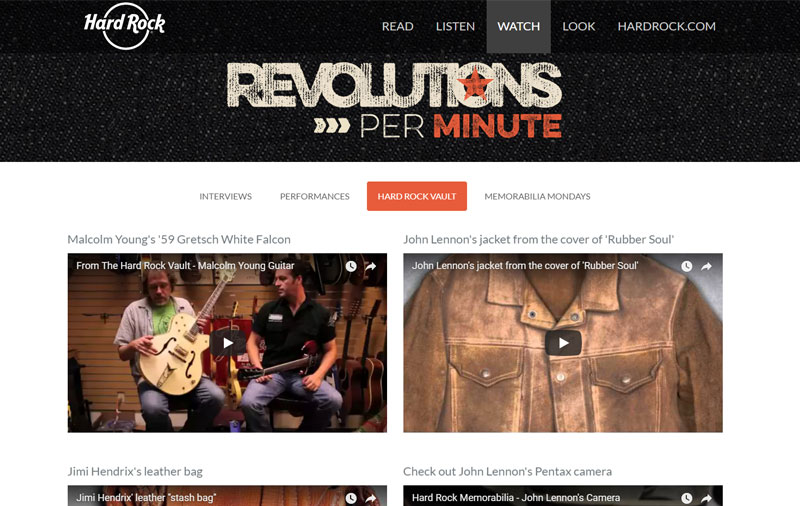 Hard Rock
READ LISTEN WATCH LOOK HARDROCK.COM
REVOLUTIONS
PER MINUTE
INTERVIEWS PERFORMANCES HARD ROCK VAULT MEMORABILIA MONDAYS
Malcolm Young's '59 Gretsch White Falcon
From The Hard Rock Vault - Malcolm Young Guitar
John Lennon's jacket from the cover of 'Rubber Soul'
John Lennon's jacket from the cover of 'Rubber Soul'
Jimi Hendrix's leather bag
Jimi Hendrix' leather "stash bag"
Check out John Lennon's Pentax camera
Hard Rock Memorabilia - John Lennon's Camera